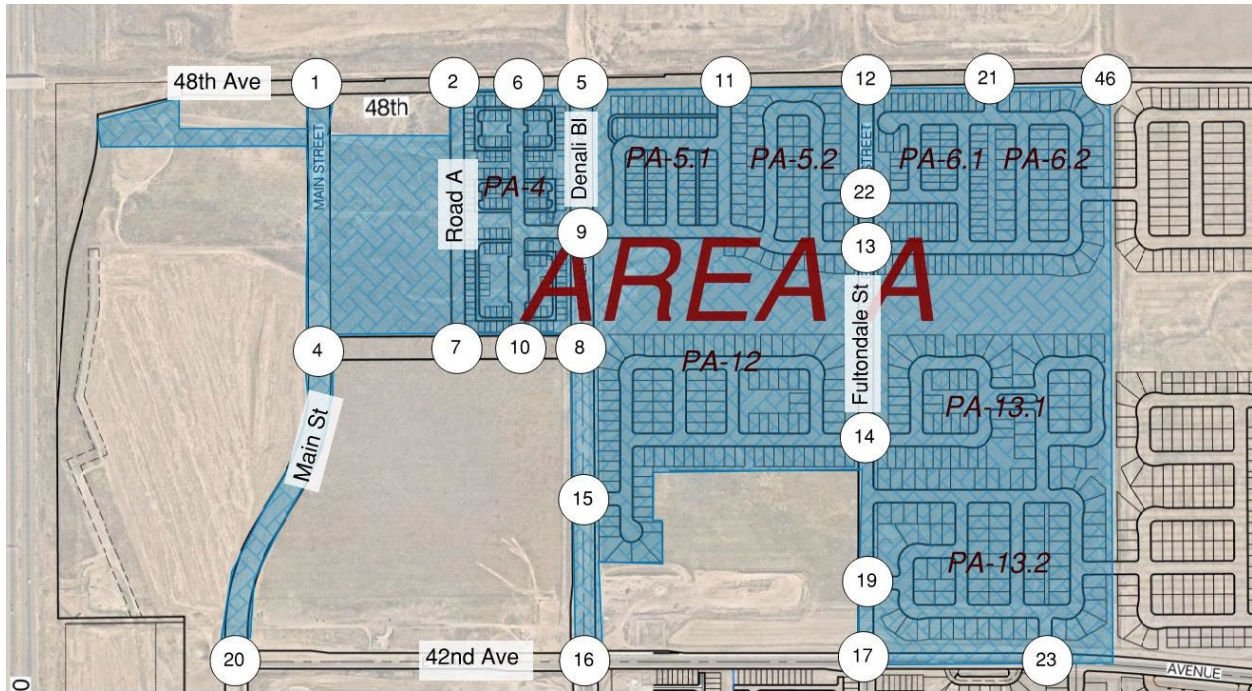 48th Ave
1
2
6
5
11
12
21
46
48th
MAIN STREET
Denali Bl
STREET
PA-5.1
PA-5.2
PA-6.1
PA-6.2
PA-4
Road A
22
9
13
AREA A
4
7
10
8
PA-12
Fultondale St
PA-13.1
Main St
14
15
PA-13.2
19
20
42nd Ave
16
17
23
AVENUE
0